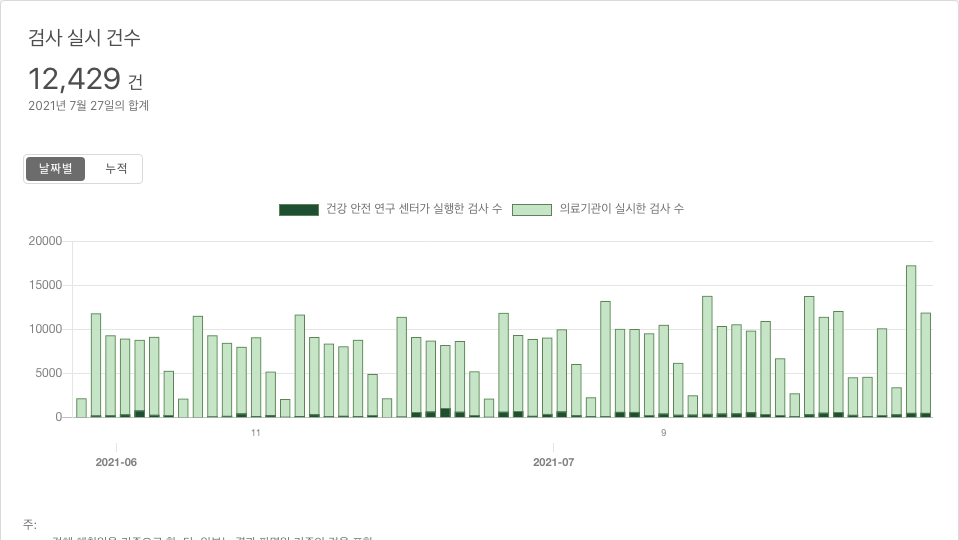 검사 실시 건수
12,429 건
2021년 7월 27일의 합계
날짜별 누적
건강 안전 연구 센터가 실행한 검사 수 의료기관이 실시한 검사 수
20000
15000
10000
5000
0
11 9
2021-06 2021-07
주: